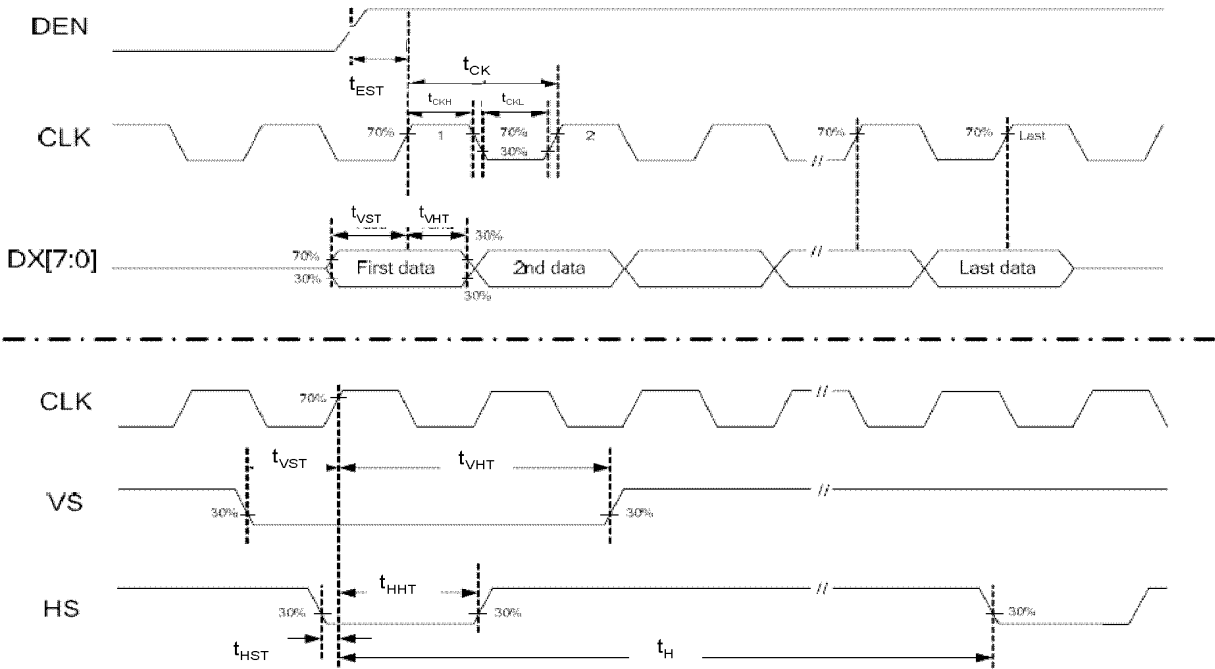 DEN
tEST
tCK
tCKH
tCKL
CLK
70%
1
70%
30%
2
70%
70%
Last
//
tVST
tVHT
30%
DX[7:0]
70%
30%
First data
2nd data
//
Last data
30%
CLK
70%
//
tVST
tVHT
VS
30%
30%
//
HS
30%
tHHT
30%
//
30%
tHST
tH